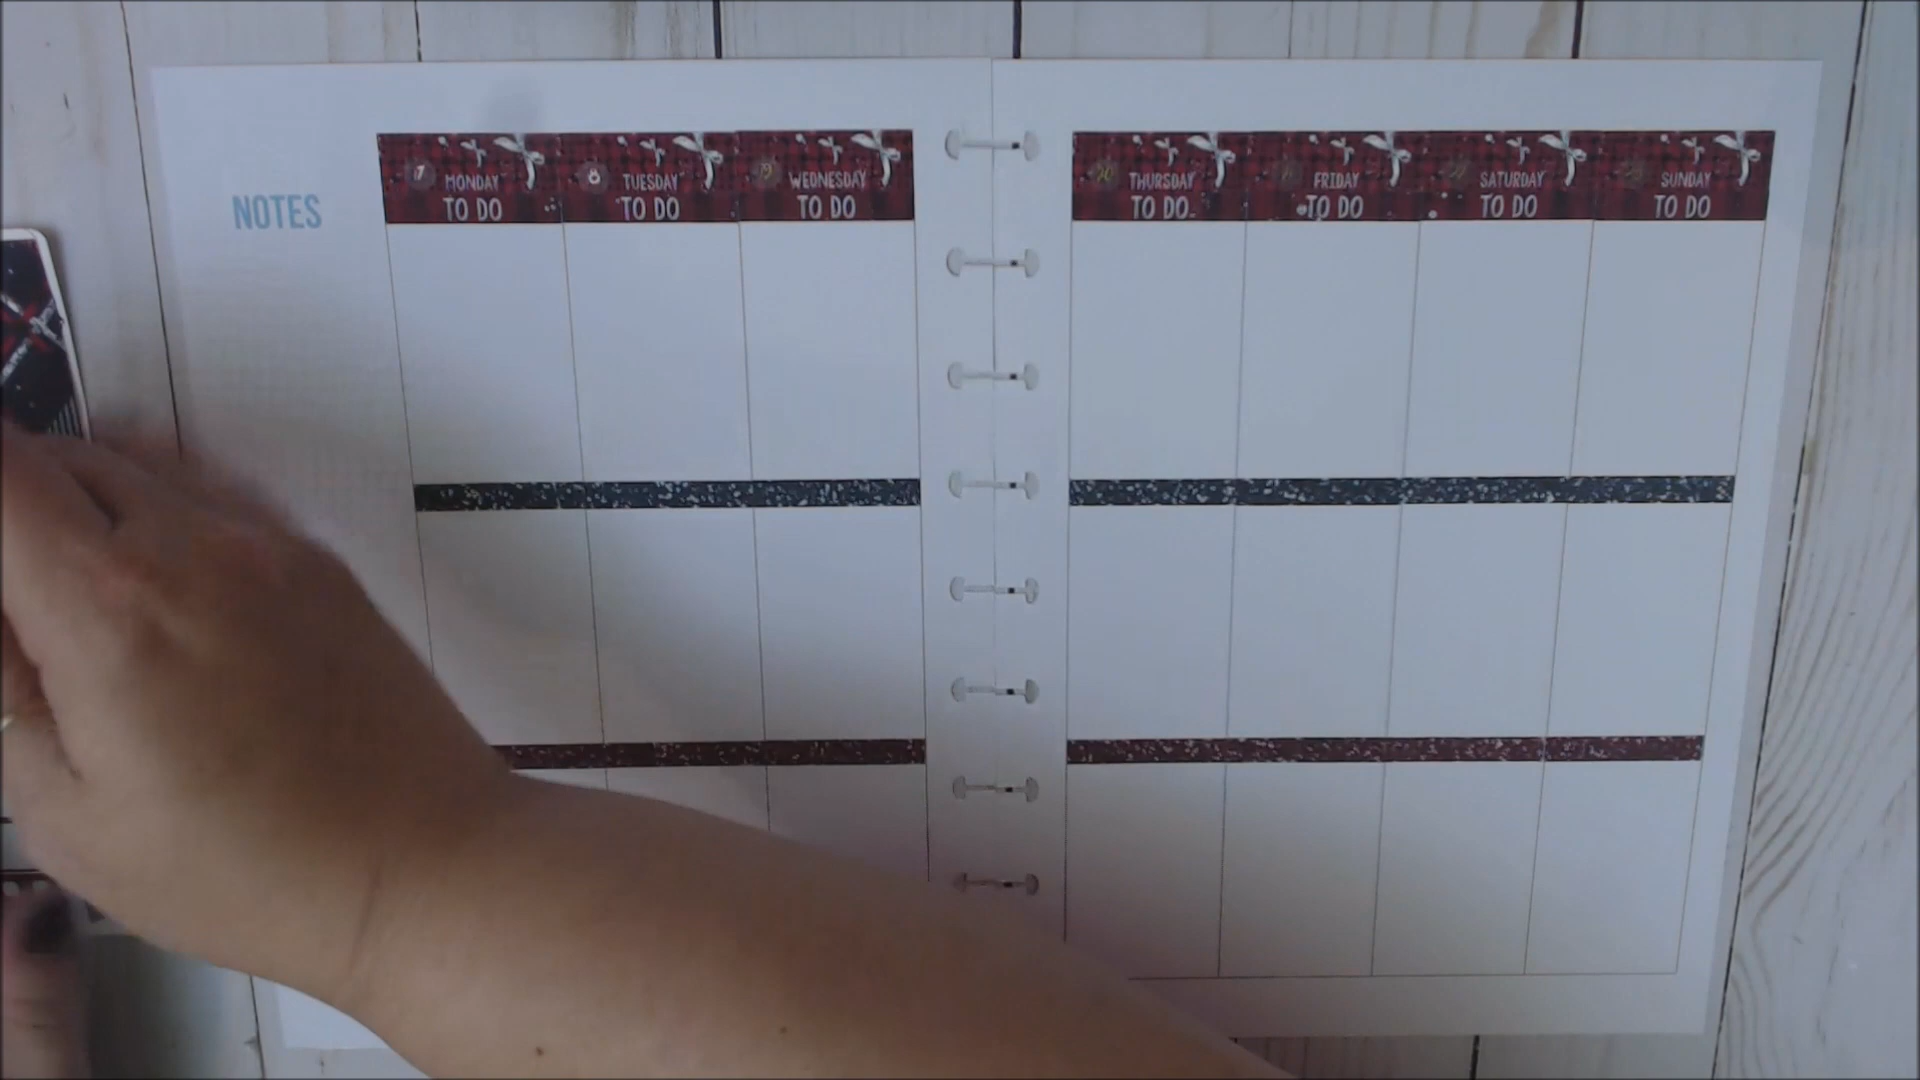 NOTES
MONDAY
TO DO
TUESDAY
TO DO
WEDNESDAY
TO DO
THURSDAY
TO DO
FRIDAY
TO DO
SATURDAY
TO DO
SUNDAY
TO DO